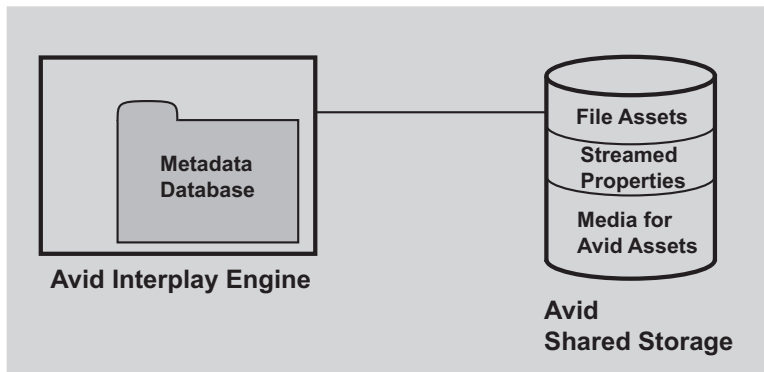 Metadata
Database
Avid Interplay Engine
File Assets
Streamed
Properties
Media for
Avid Assets
Avid
Shared Storage